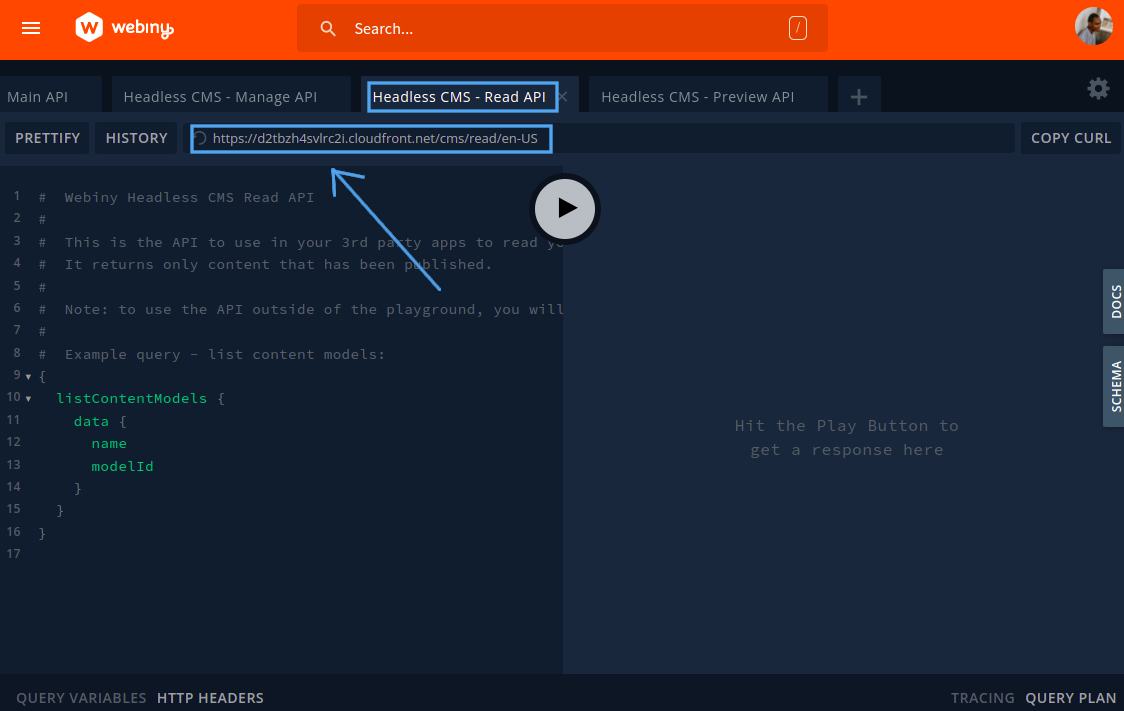 webiny
Search...
/
Main API
Headless CMS - Manage API
Headless CMS - Read API
Headless CMS - Preview API
PRETTIFY
HISTORY
https://d2tbzh4svlrc2i.cloudfront.net/cms/read/en-US
COPY CURL
1 # Webiny Headless CMS Read API
2 #
3 # This is the API to use in your 3rd party apps to read yo
4 # It returns only content that has been published.
5 #
6 # Note: to use the API outside of the playground, you will
7 #
8 # Example query - list content models:
9 {
10 listContentModels {
11 data {
12 name
13 modelId
14 }
15 }
16 }
17
Hit the Play Button to
get a response here
DOCS
SCHEMA
QUERY VARIABLES
HTTP HEADERS
TRACING
QUERY PLAN